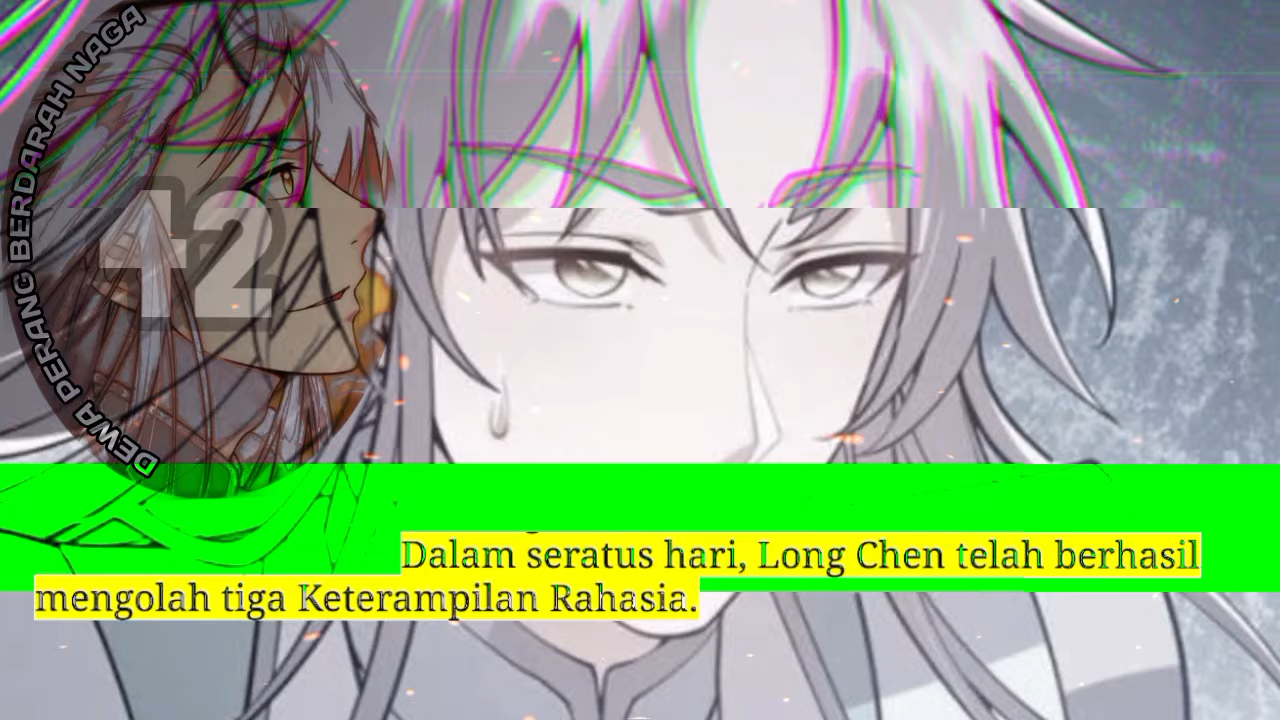 DEWA PERANG BERDARAH NAGA
42
Dalam seratus hari, Long Chen telah berhasil
mengolah tiga Keterampilan Rahasia.